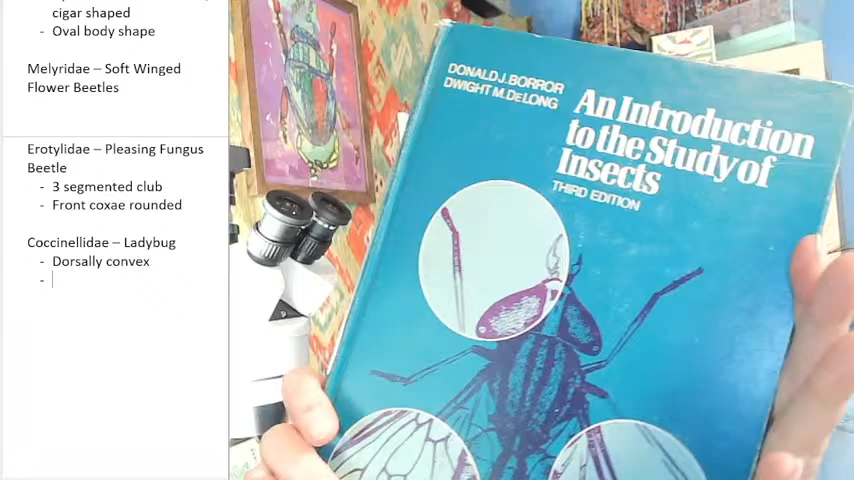 cigar shaped
- Oval body shape
Melyridae – Soft Winged
Flower Beetles
Erotylidae – Pleasing Fungus
Beetle
- 3 segmented club
- Front coxae rounded
Coccinellidae – Ladybug
- Dorsally convex
-
DONALD J. BORROR
DWIGHT M. DELONG
An Introduction
to the Study of
Insects
THIRD EDITION